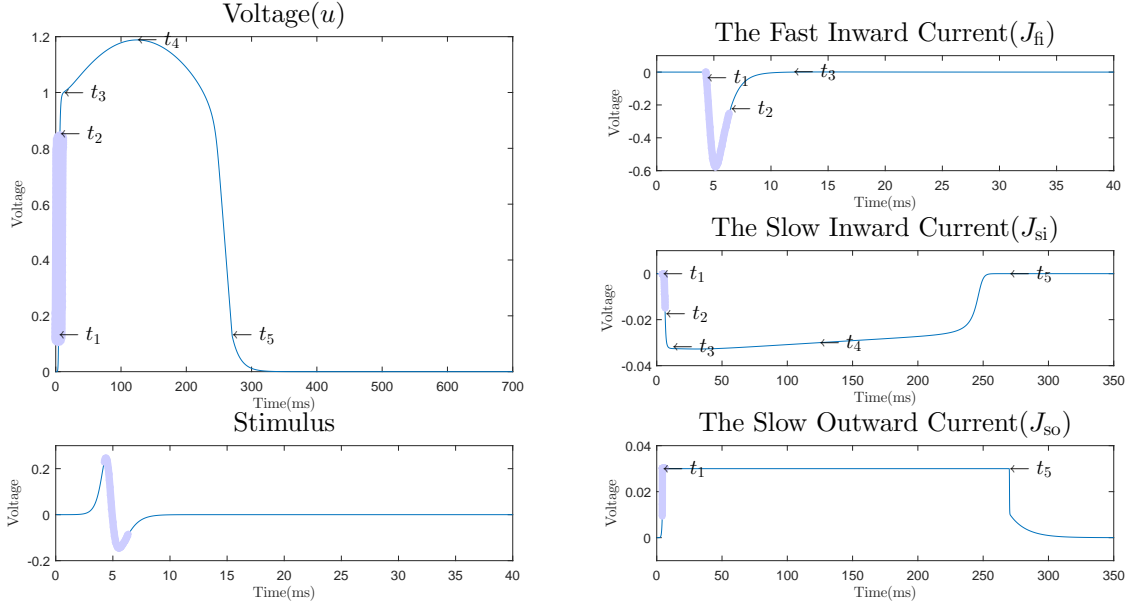 Voltage(u)
1.2
1
0.8
0.6
0.4
0.2
0
Voltage
t4
t3
t2
t1
t5
0 100 200 300 400 500 600 700
Time(ms)
Stimulus
0.2
0
-0.2
Voltage
0 5 10 15 20 25 30 35 40
Time(ms)
The Fast Inward Current(Jfi)
0
-0.2
-0.4
-0.6
Voltage
t1
t3
t2
0 5 10 15 20 25 30 35 40
Time(ms)
The Slow Inward Current(Jsi)
0
-0.02
-0.04
Voltage
t1
t5
t2
t3
t4
0 50 100 150 200 250 300 350
Time(ms)
The Slow Outward Current(Jso)
0.04
0.02
0
Voltage
t1
t5
0 50 100 150 200 250 300 350
Time(ms)